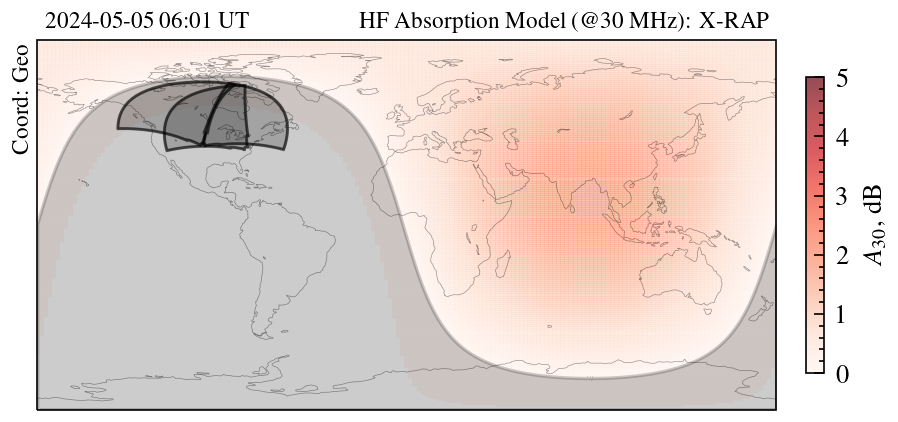 2024-05-05 06:01 UT
HF Absorption Model (@30 MHz): X-RAP
Coord: Geo
5
4
3
2
1
0
A30, dB